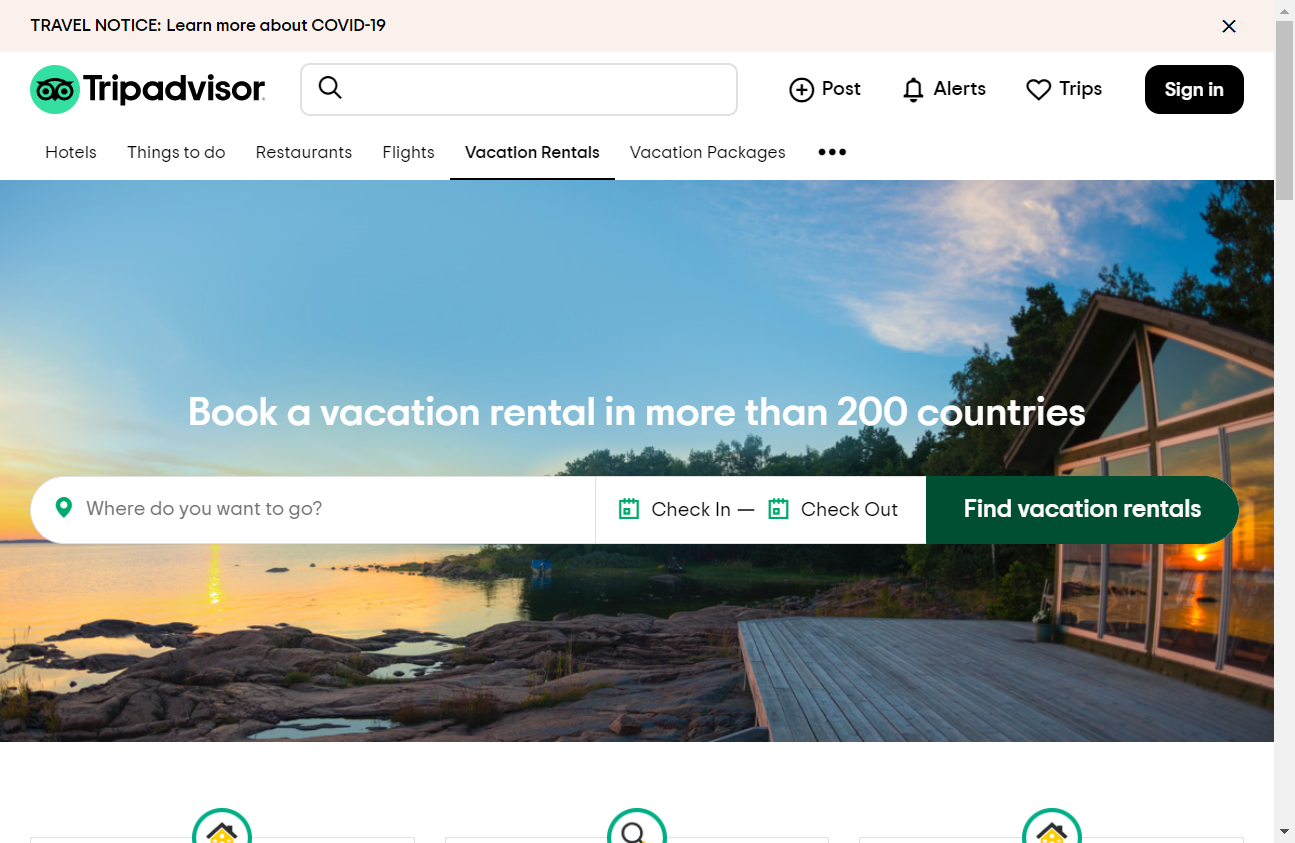 TRAVEL NOTICE: Learn more about COVID-19
Tripadvisor
Post
Alerts
Trips
Sign in
Hotels
Things to do
Restaurants
Flights
Vacation Rentals
Vacation Packages
Book a vacation rental in more than 200 countries
Where do you want to go?
Check In — Check Out
Find vacation rentals